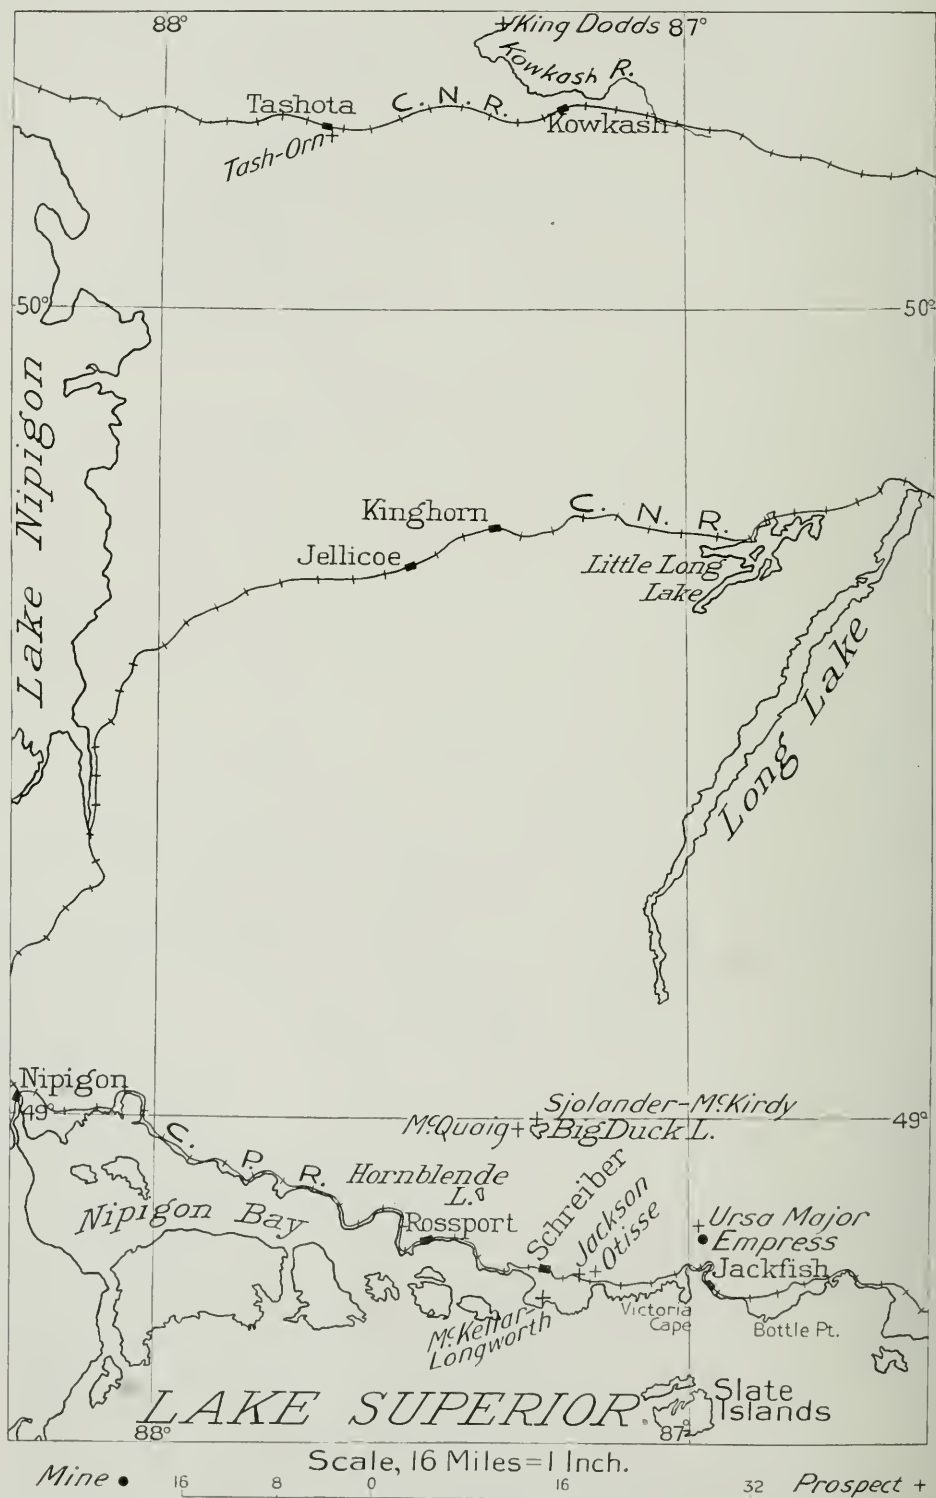 88°
King Dodds 87°
Kowkash R.
Tashota
C. N. R.
Kowkash
Tash-Orn+
50°
50°
Lake Nipigon
Kinghorn
C. N. R.
Jellicoe
Little Long
Lake
Long Lake
Nipigon
49°
Sjolander-McKirdy
49°
McQuaig+
Big Duck L.
C. P. R.
Hornblende
L.
Schreiber
Jackson
Otisse
Nipigon Bay
Rossport
+Ursa Major
Empress
Jackfish
McKellar-
Longworth
Victoria
Cape
Bottle Pt.
LAKE SUPERIOR
Slate
Islands
88°
87°
Scale, 16 Miles=1 Inch.
Mine ●
16 8 0 16 32
Prospect +